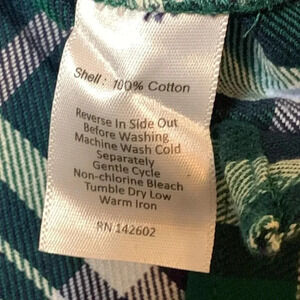 Shell: 100% Cotton
Reverse In Side Out
Before Washing
Machine Wash Cold
Separately
Gentle Cycle
Non-chlorine Bleach
Tumble Dry Low
Warm Iron
RN 142602